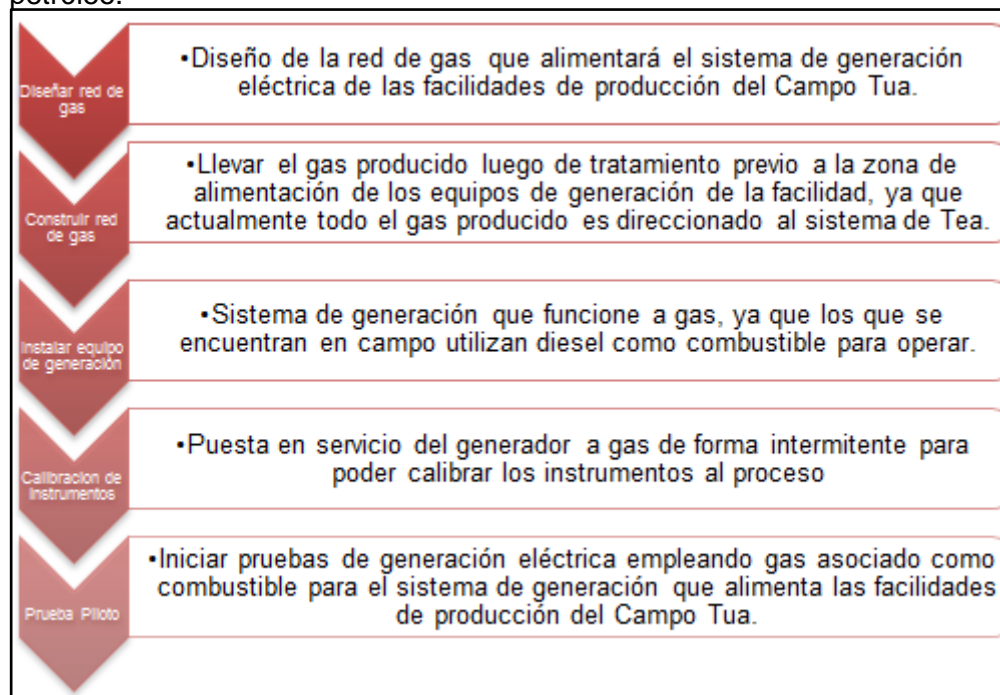 petróleo.
Diseñar red de
gas
•Diseño de la red de gas que alimentará el sistema de generación
eléctrica de las facilidades de producción del Campo Tua.
Construir red
de gas
•Llevar el gas producido luego de tratamiento previo a la zona de
alimentación de los equipos de generación de la facilidad, ya que
actualmente todo el gas producido es direccionado al sistema de Tea.
Instalar equipo
de generación
•Sistema de generación que funcione a gas, ya que los que se
encuentran en campo utilizan diesel como combustible para operar.
Calibracion de
Instrumentos
•Puesta en servicio del generador a gas de forma intermitente para
poder calibrar los instrumentos al proceso
Prueba Piloto
•Iniciar pruebas de generación eléctrica empleando gas asociado como
combustible para el sistema de generación que alimenta las facilidades
de producción del Campo Tua.